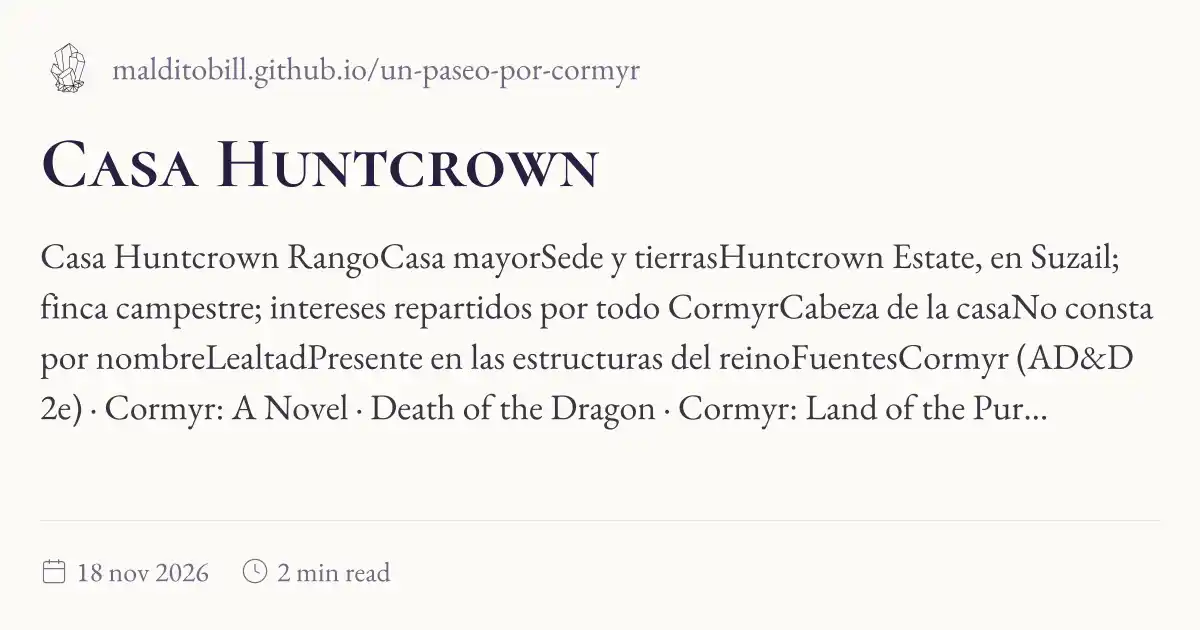 malditobill.github.io/un-paseo-por-cormyr
Casa Huntcrown
Casa Huntcrown RangoCasa mayorSede y tierrasHuntcrown Estate, en Suzail;
finca campestre; intereses repartidos por todo CormyrCabeza de la casaNo consta
por nombreLealtadPresente en las estructuras del reinoFuentesCormyr (AD&D
2e) · Cormyr: A Novel · Death of the Dragon · Cormyr: Land of the Pur...
18 nov 2026 2 min read